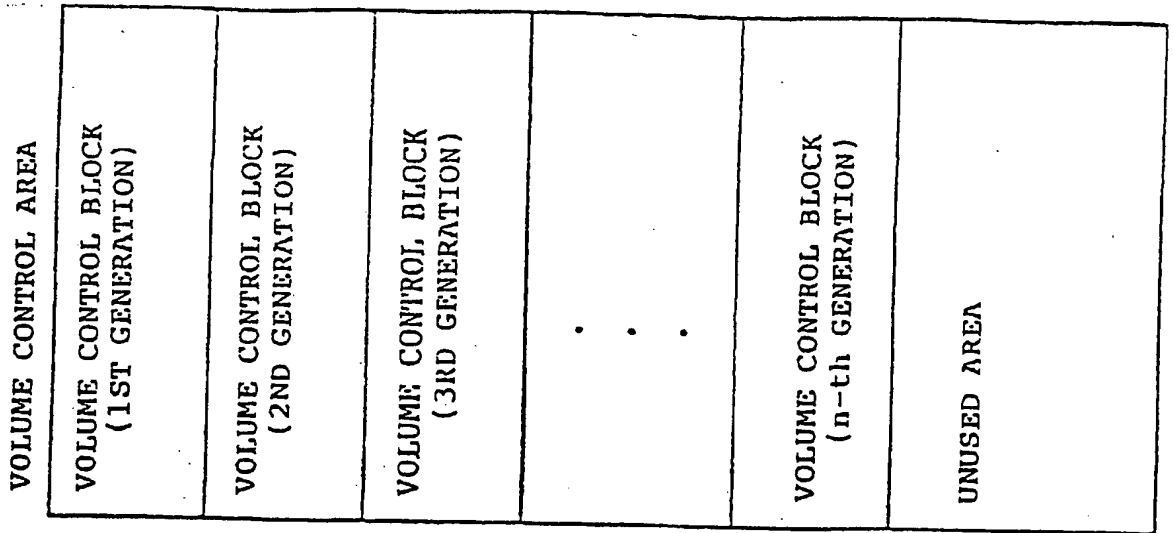 VOLUME CONTROL AREA
VOLUME CONTROL BLOCK
(1ST GENERATION)
VOLUME CONTROL BLOCK
(2ND GENERATION)
VOLUME CONTROL BLOCK
(3RD GENERATION)
. . .
VOLUME CONTROL BLOCK
(n-th GENERATION)
UNUSED AREA